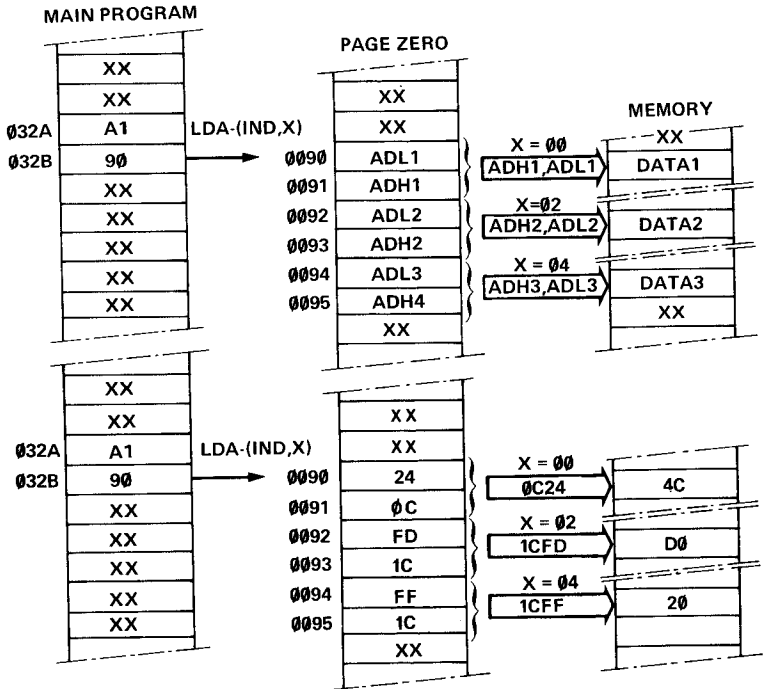 MAIN PROGRAM
XX
XX
Ø32A A1 LDA-(IND,X)
Ø32B 9Ø
XX
XX
XX
XX
XX
PAGE ZERO
XX
XX
ØØ9Ø ADL1
ØØ91 ADH1
ØØ92 ADL2
ØØ93 ADH2
ØØ94 ADL3
ØØ95 ADH4
XX
X = ØØ
ADH1,ADL1
X=Ø2
ADH2,ADL2
X = Ø4
ADH3,ADL3
MEMORY
XX
DATA1
DATA2
DATA3
XX
XX
XX
Ø32A A1 LDA-(IND,X)
Ø32B 9Ø
XX
XX
XX
XX
XX
XX
XX
ØØ9Ø 24
ØØ91 ØC
ØØ92 FD
ØØ93 1C
ØØ94 FF
ØØ95 1C
XX
X = ØØ
ØC24
X = Ø2
1CFD
X = Ø4
1CFF
4C
DØ
2Ø